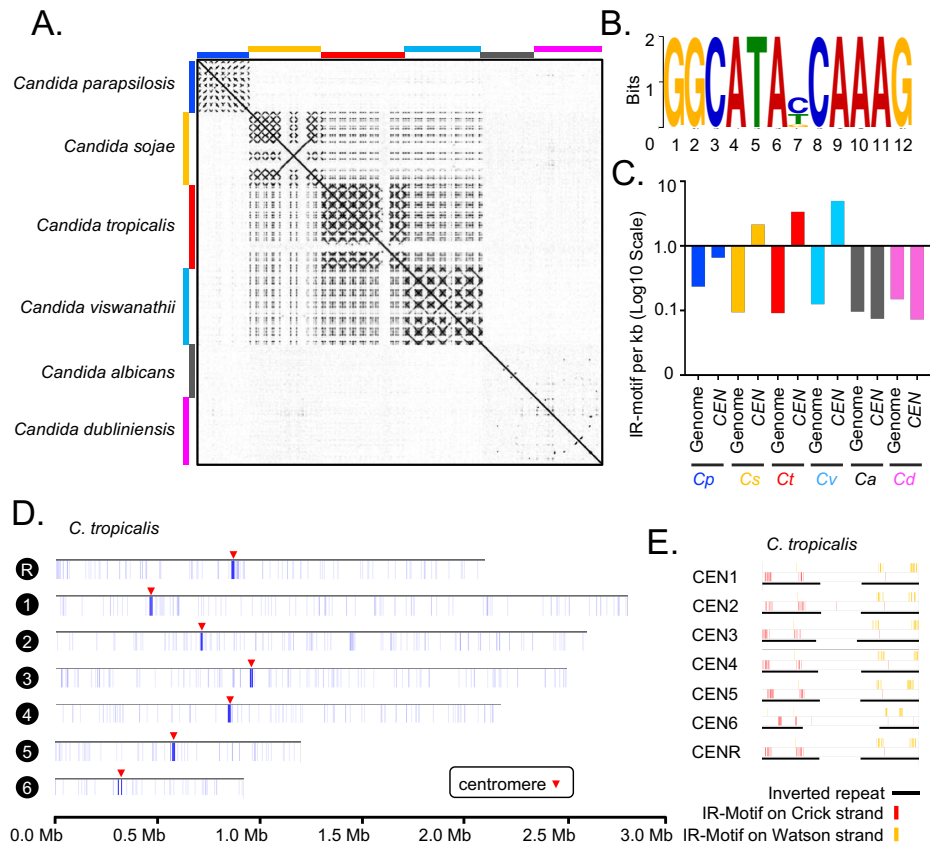 A.
Candida parapsilosis
Candida sojae
Candida tropicalis
Candida viswanathii
Candida albicans
Candida dubliniensis
B.
Bits
2
1
0
GGCATACCAAAG
T
1 2 3 4 5 6 7 8 9 10 11 12
C.
IR-motif per kb (Log10 Scale)
10
1.0
0.1
0
Genome CEN Genome CEN Genome CEN Genome CEN Genome CEN Genome CEN
Cp Cs Ct Cv Ca Cd
D.
C. tropicalis
R
1
2
3
4
5
6
centromere
0.0 Mb 0.5 Mb 1.0 Mb 1.5 Mb 2.0 Mb 2.5 Mb 3.0 Mb
E.
C. tropicalis
CEN1
CEN2
CEN3
CEN4
CEN5
CEN6
CENR
Inverted repeat
IR-Motif on Crick strand
IR-Motif on Watson strand